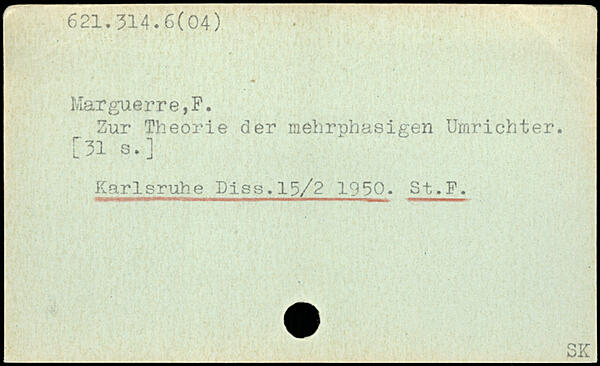 621.314.6(04)
Marguerre,F.
Zur Theorie der mehrphasigen Umrichter.
[31 s.]
Karlsruhe Diss.15/2 1950. St.F.
SK